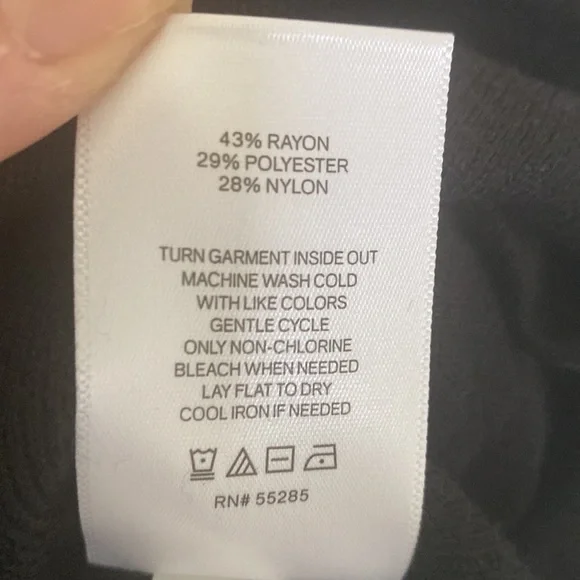 43% RAYON
29% POLYESTER
28% NYLON
TURN GARMENT INSIDE OUT
MACHINE WASH COLD
WITH LIKE COLORS
GENTLE CYCLE
ONLY NON-CHLORINE
BLEACH WHEN NEEDED
LAY FLAT TO DRY
COOL IRON IF NEEDED
RN# 55285